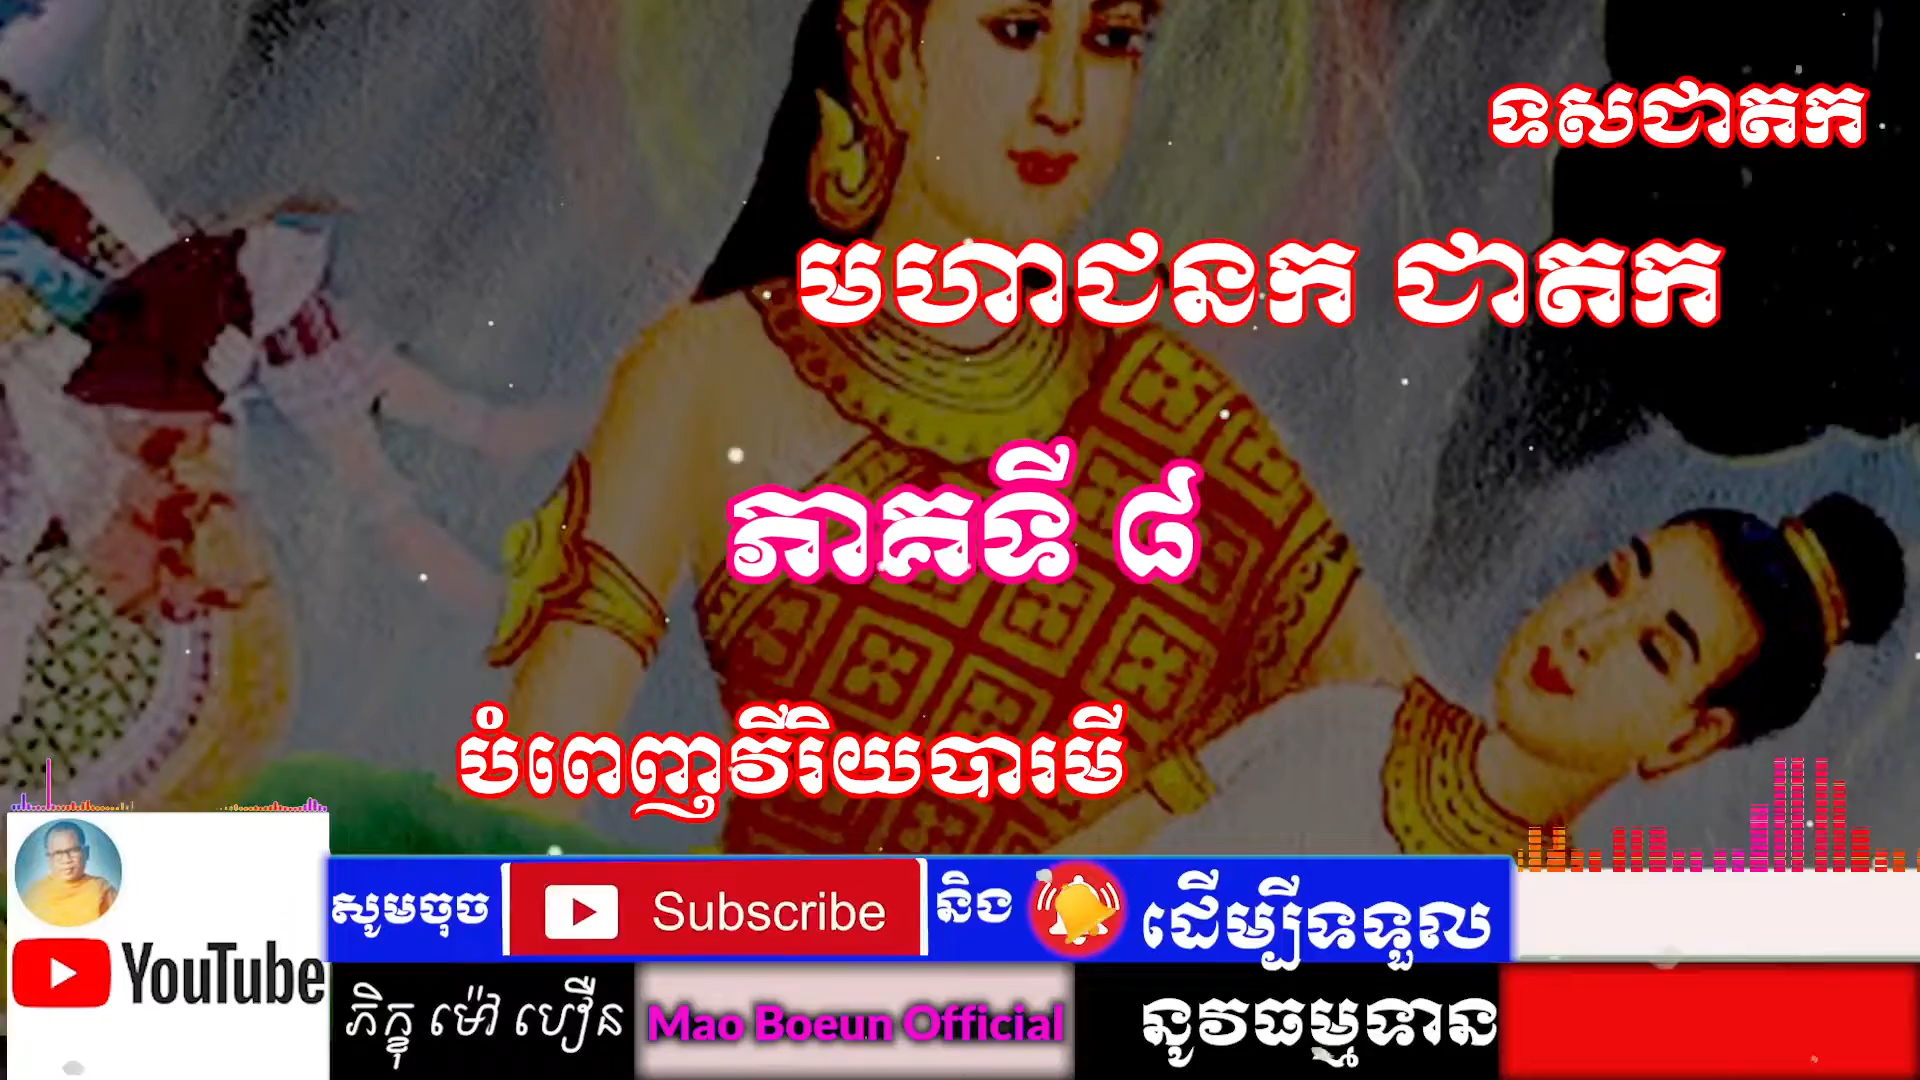 ទសជាតក
មហាជនក ជាតក
ភាគទី ៨
បំពេញវីរិយបារមី
សូមចុច Subscribe និង ដើម្បីទទួល
YouTube ភិក្ខុ ម៉ៅ បឿន Mao Boeun Official នូវធម្មទាន